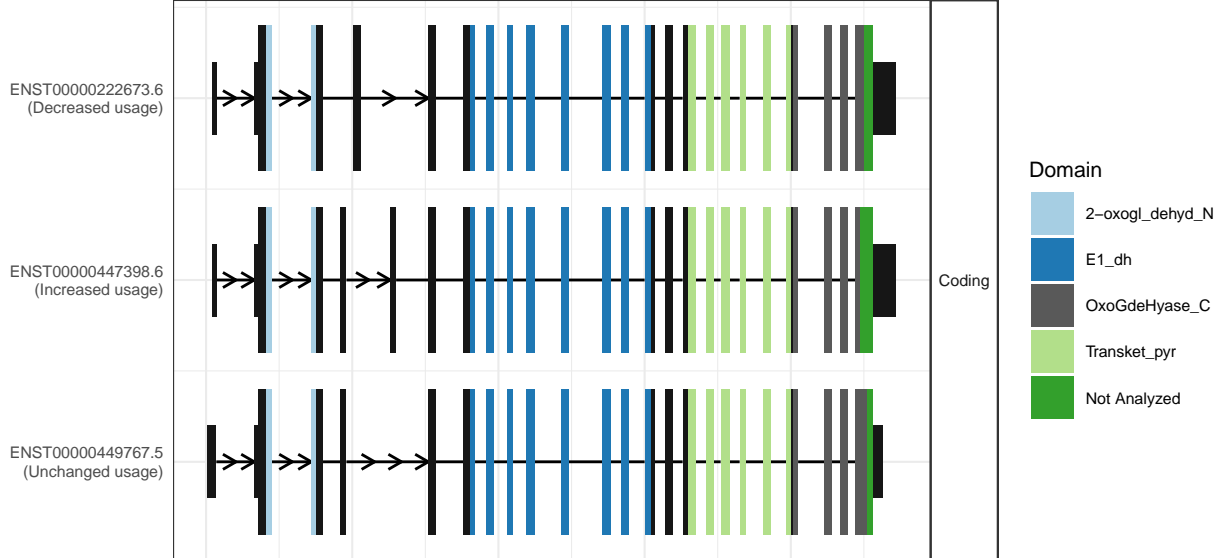 ENST00000222673.6
(Decreased usage)
ENST00000447398.6
(Increased usage)
ENST00000449767.5
(Unchanged usage)
Coding
Domain
2−oxogl_dehyd_N
E1_dh
OxoGdeHyase_C
Transket_pyr
Not Analyzed